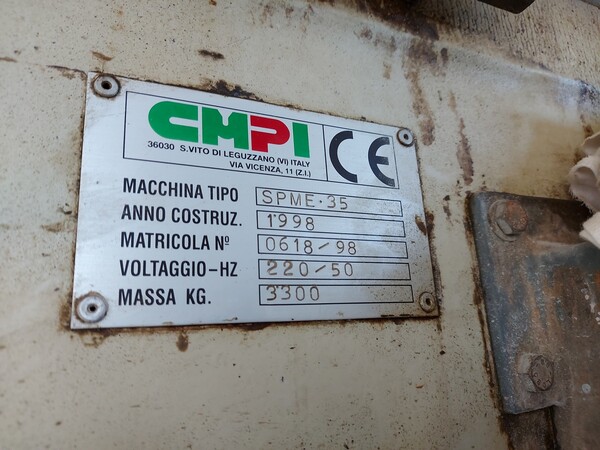 CMPI
36030 S.VITO DI LEGUZZANO (VI) ITALY
VIA VICENZA, 11 (Z.I.)
CE
MACCHINA TIPO SPME·35
ANNO COSTRUZ. 1998
MATRICOLA Nº 0618/98
VOLTAGGIO-HZ 220/50
MASSA KG. 3300